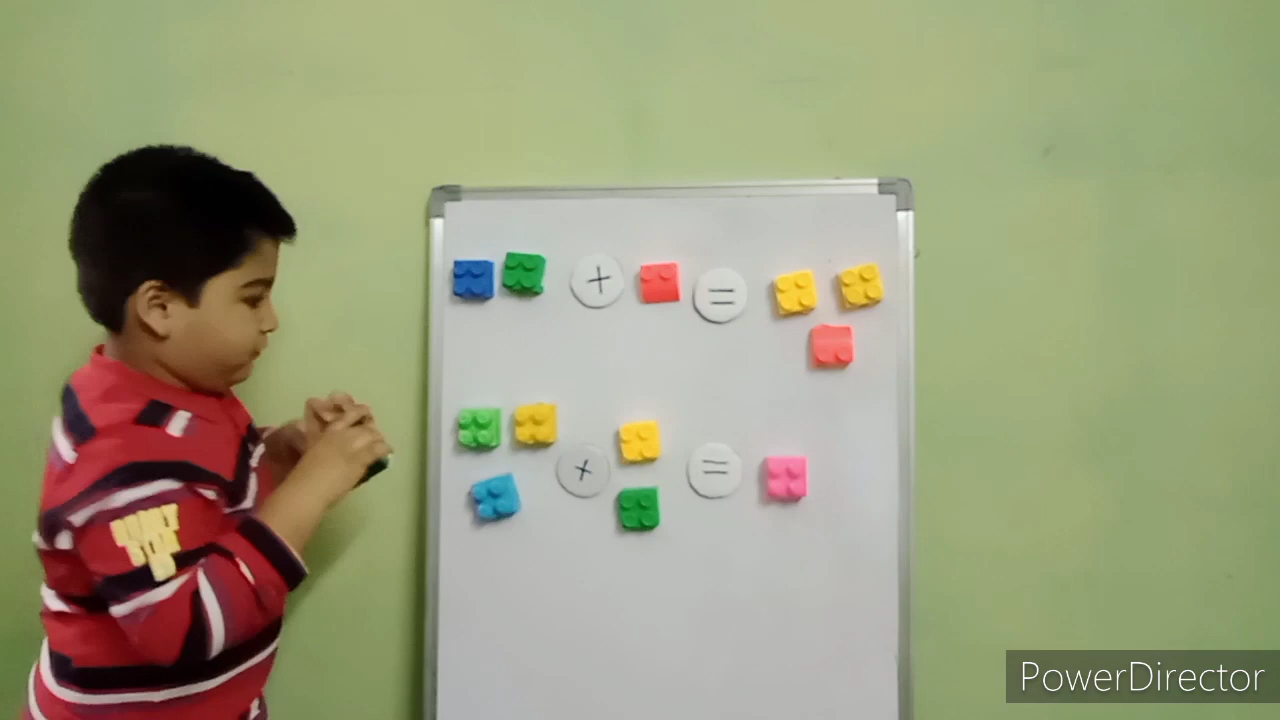 + =
+ =
PowerDirector